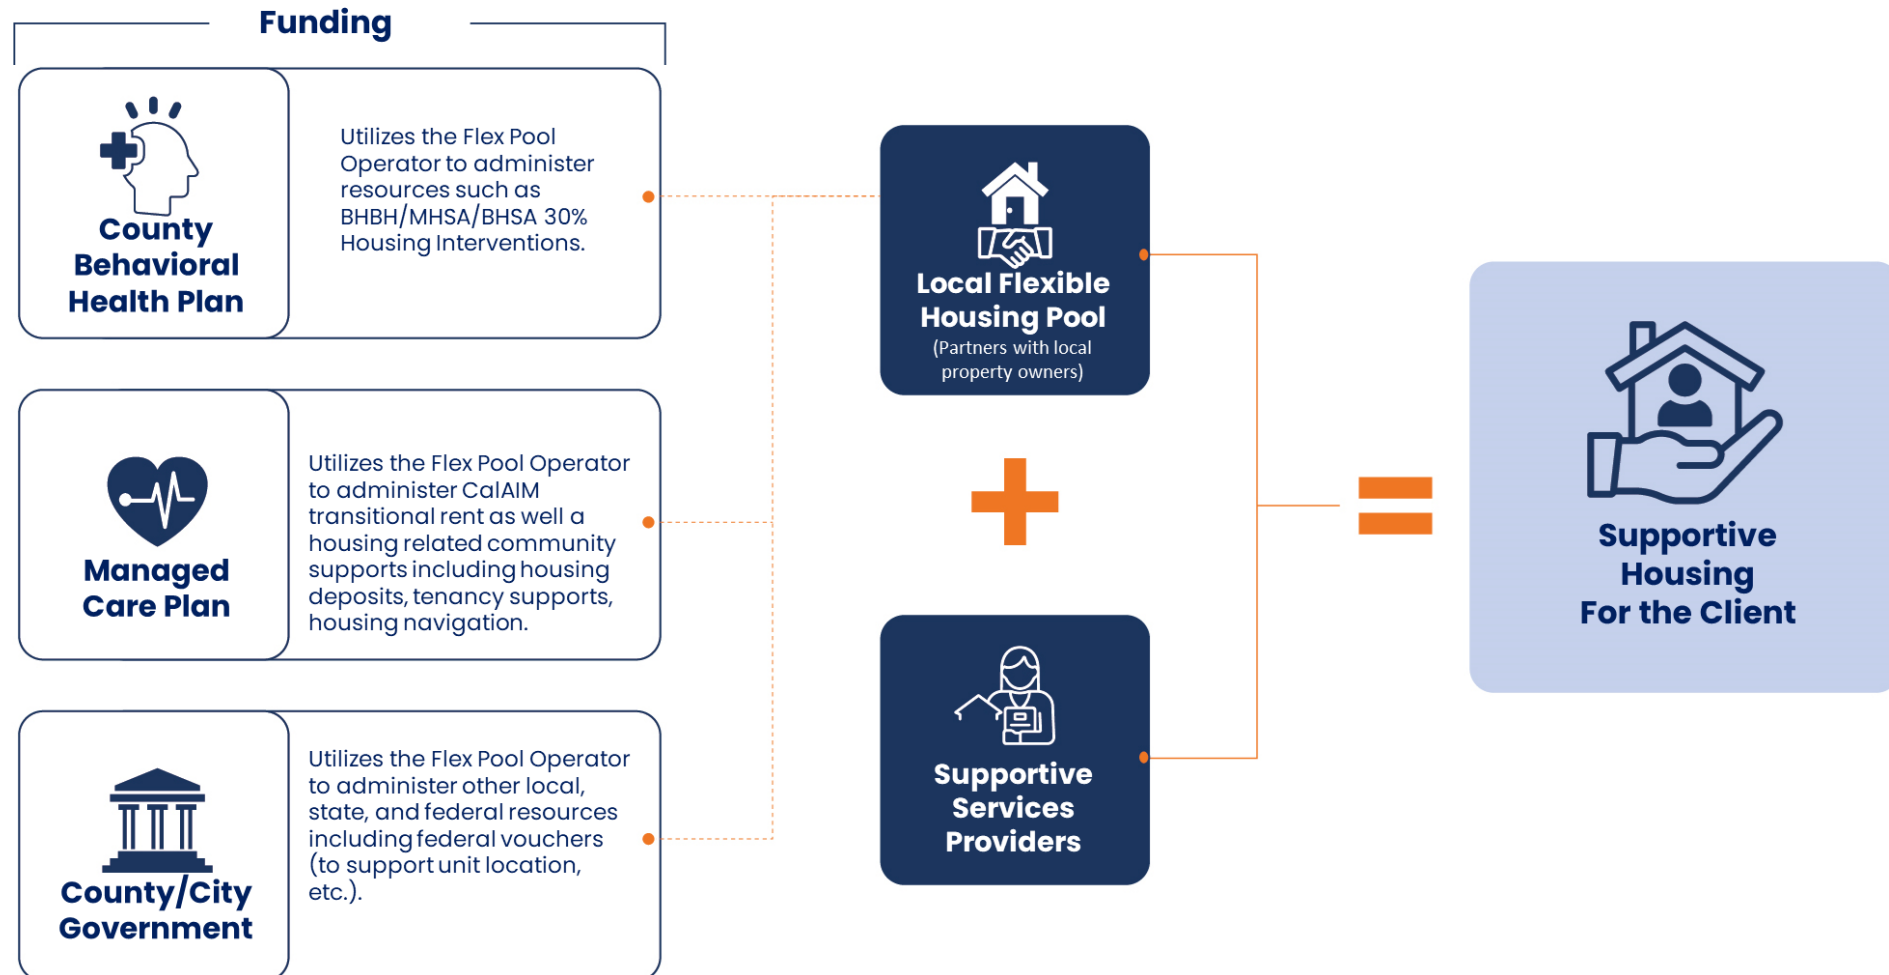 Funding
County
Behavioral
Health Plan
Utilizes the Flex Pool
Operator to administer
resources such as
BHBH/MHSA/BHSA 30%
Housing Interventions.
Managed
Care Plan
Utilizes the Flex Pool Operator
to administer CalAIM
transitional rent as well a
housing related community
supports including housing
deposits, tenancy supports,
housing navigation.
County/City
Government
Utilizes the Flex Pool Operator
to administer other local,
state, and federal resources
including federal vouchers
(to support unit location,
etc.).
Local Flexible
Housing Pool
(Partners with local
property owners)
+
Supportive
Services
Providers
=
Supportive
Housing
For the Client